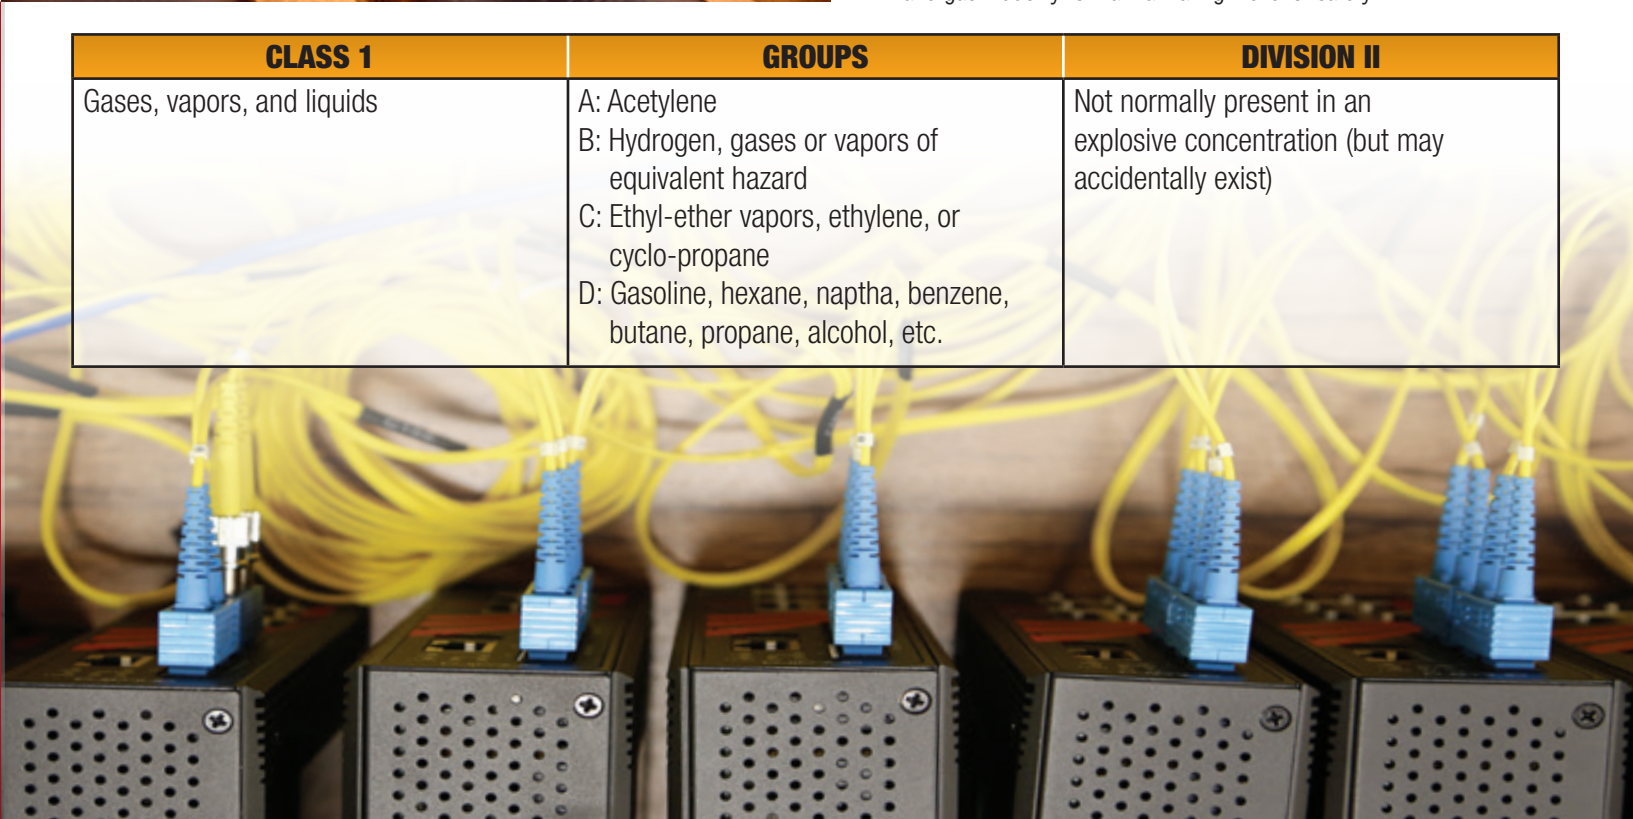 CLASS 1
GROUPS
DIVISION II
Gases, vapors, and liquids
A: Acetylene
B: Hydrogen, gases or vapors of
equivalent hazard
C: Ethyl-ether vapors, ethylene, or
cyclo-propane
D: Gasoline, hexane, naptha, benzene,
butane, propane, alcohol, etc.
Not normally present in an
explosive concentration (but may
accidentally exist)